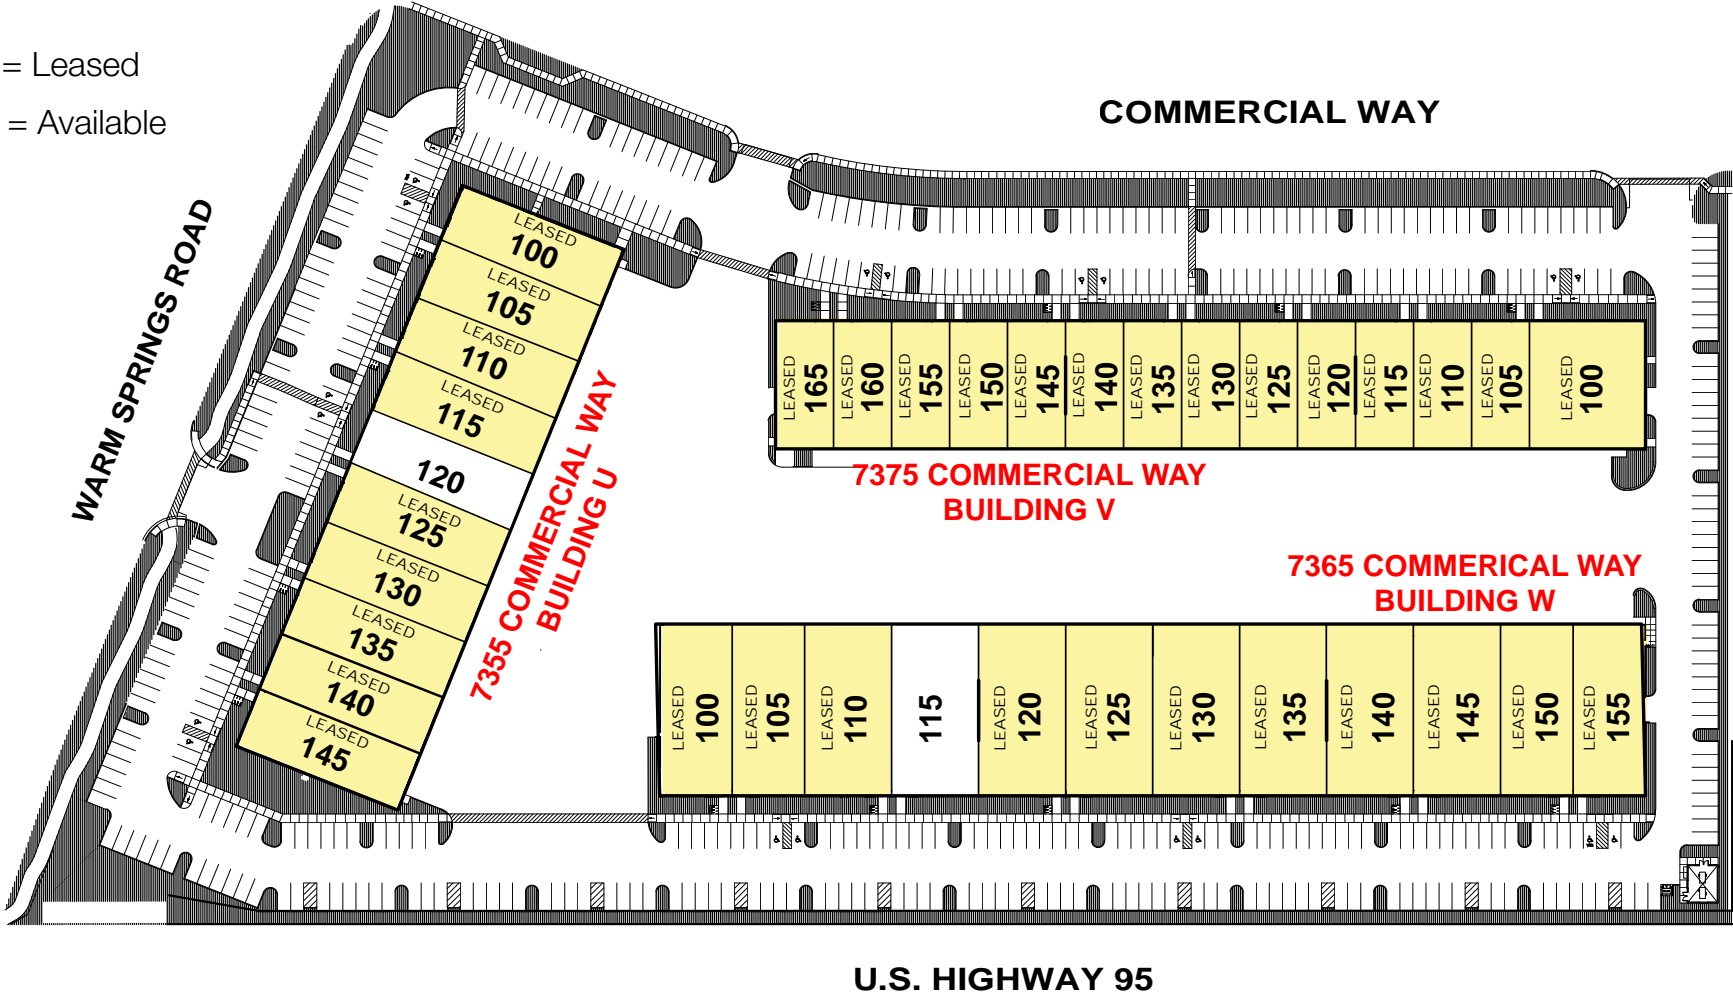 = Leased
= Available
COMMERCIAL WAY
WARM SPRINGS ROAD
LEASED
100
LEASED
105
LEASED
110
LEASED
115
120
LEASED
125
LEASED
130
LEASED
135
LEASED
140
LEASED
145
7355 COMMERCIAL WAY
BUILDING U
LEASED
165
LEASED
160
LEASED
155
LEASED
150
LEASED
145
LEASED
140
LEASED
135
LEASED
130
LEASED
125
LEASED
120
LEASED
115
LEASED
110
LEASED
105
LEASED
100
7375 COMMERCIAL WAY
BUILDING V
7365 COMMERICAL WAY
BUILDING W
LEASED
100
LEASED
105
LEASED
110
115
LEASED
120
LEASED
125
LEASED
130
LEASED
135
LEASED
140
LEASED
145
LEASED
150
LEASED
155
U.S. HIGHWAY 95